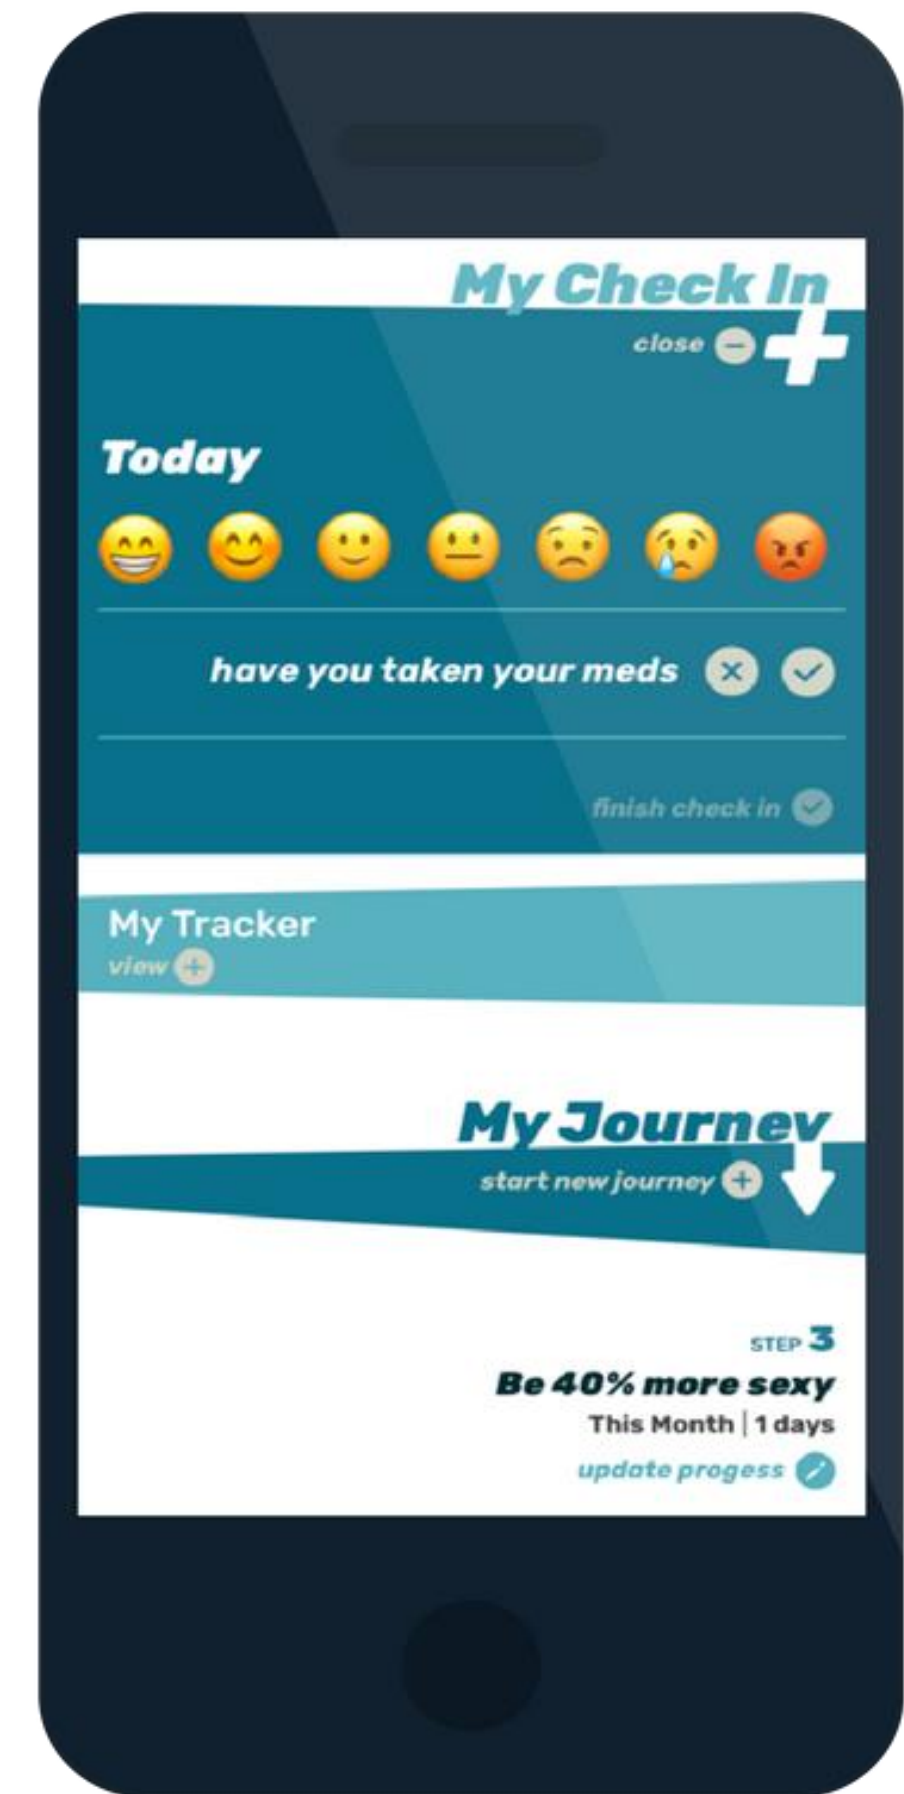 My Check In
close
Today
have you taken your meds
finish check in
My Tracker
view
My Journey
start new journey
STEP 3
Be 40% more sexy
This Month | 1 days
update progess